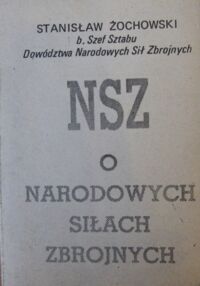 STANISŁAW ŻOCHOWSKI
b. Szef Sztabu
Dowództwa Narodowych Sił Zbrojnych
NSZ
O
NARODOWYCH
SIŁACH
ZBROJNYCH